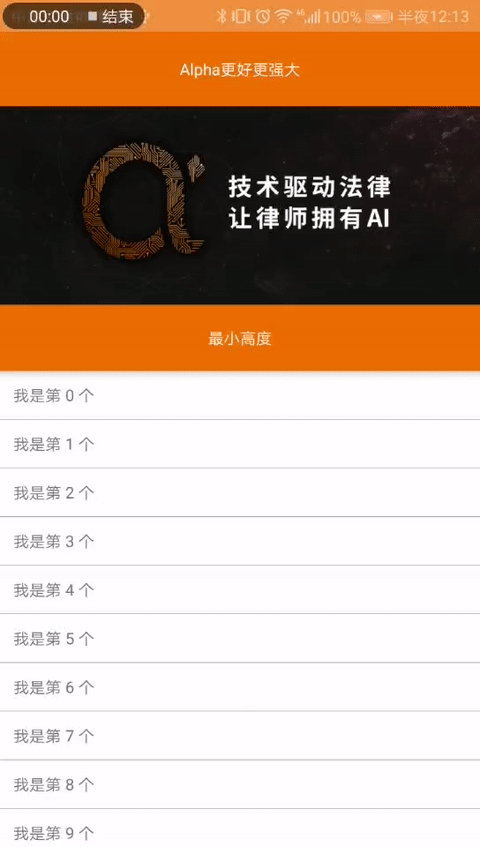 00:00 结束 4G 100% 半夜12:13
Alpha更好更强大
α
技术驱动法律
让律师拥有AI
最小高度
我是第 0 个
我是第 1 个
我是第 2 个
我是第 3 个
我是第 4 个
我是第 5 个
我是第 6 个
我是第 7 个
我是第 8 个
我是第 9 个